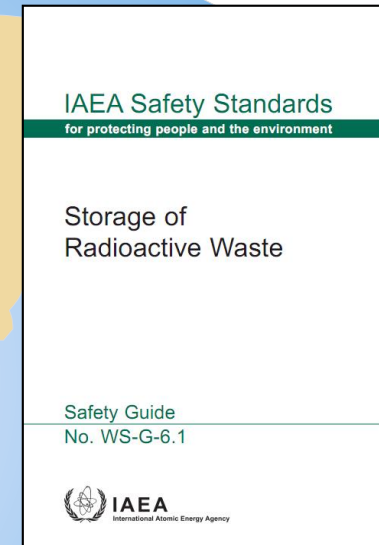 IAEA Safety Standards
for protecting people and the environment
Storage of
Radioactive Waste
Safety Guide
No. WS-G-6.1
IAEA
International Atomic Energy Agency